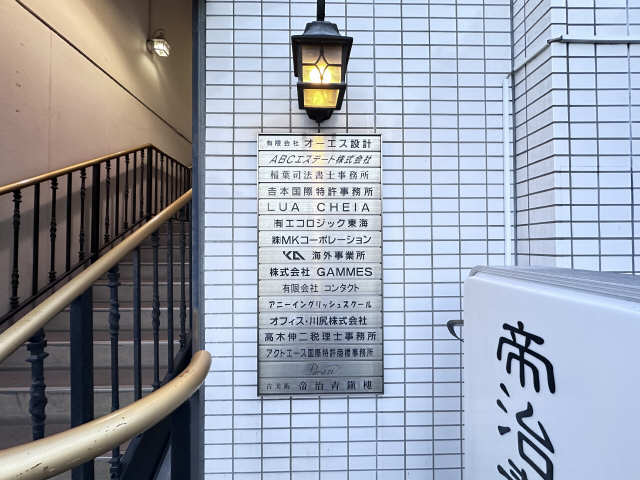 有限会社 オーエス設計
ABCエステート株式会社
稲葉司法書士事務所
吉本国際特許事務所
LUA CHEIA
㈲エコロジック東海
㈱MKコーポレーション
海外事業所
株式会社 GAMMES
有限会社 コンタクト
アニーイングリッシュスクール
オフィス・川尻株式会社
高木伸二税理士事務所
アクトエース国際特許商標事務所
古美術 帝治青鎖楼
帝治